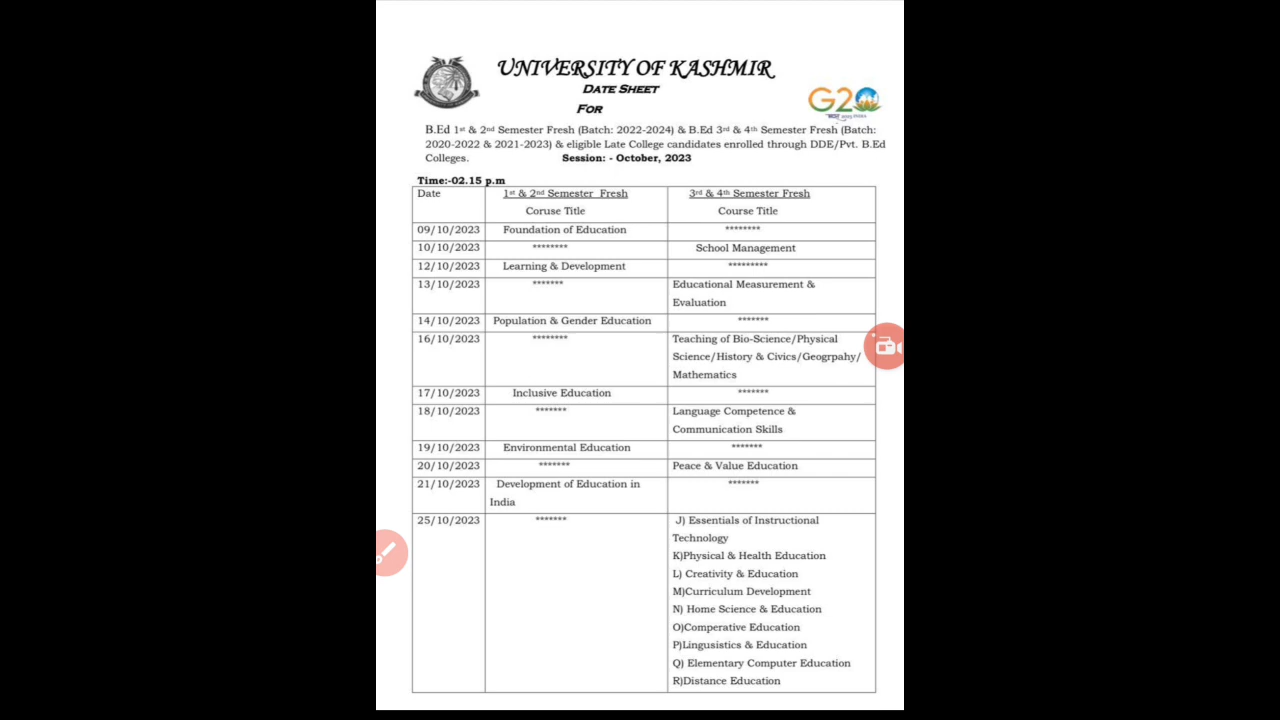 UNIVERSITY OF KASHMIR
DATE SHEET
FOR
G20
B.Ed 1st & 2nd Semester Fresh (Batch: 2022-2024) & B.Ed 3rd & 4th Semester Fresh (Batch:
2020-2022 & 2021-2023) & eligible Late College candidates enrolled through DDE/Pvt. B.Ed
Colleges. Session: - October, 2023
Time:-02.15 p.m
Date 1st & 2nd Semester Fresh 3rd & 4th Semester Fresh
Coruse Title Course Title
09/10/2023 Foundation of Education ********
10/10/2023 ******** School Management
12/10/2023 Learning & Development *********
13/10/2023 ******* Educational Measurement &
Evaluation
14/10/2023 Population & Gender Education *******
16/10/2023 ******** Teaching of Bio-Science/Physical
Science/History & Civics/Geogrpahy/
Mathematics
17/10/2023 Inclusive Education *******
18/10/2023 ******* Language Competence &
Communication Skills
19/10/2023 Environmental Education *******
20/10/2023 ******* Peace & Value Education
21/10/2023 Development of Education in *******
India
25/10/2023 ******* J) Essentials of Instructional
Technology
K)Physical & Health Education
L) Creativity & Education
M)Curriculum Development
N) Home Science & Education
O)Comperative Education
P)Lingusistics & Education
Q) Elementary Computer Education
R)Distance Education